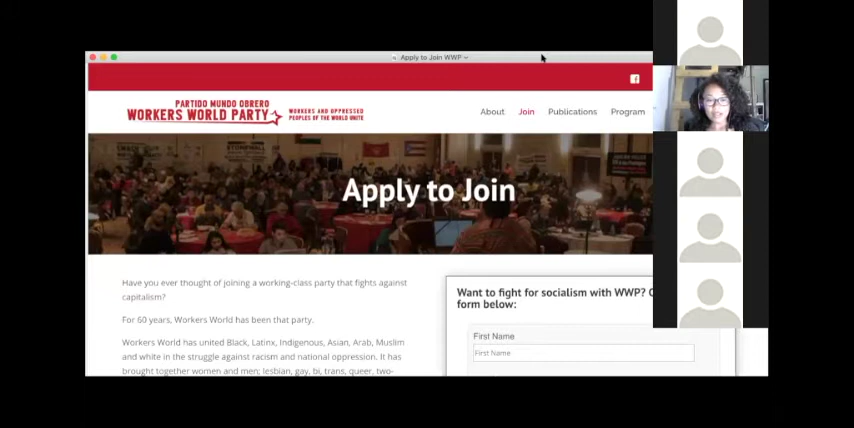 Apply to Join WWP
PARTIDO MUNDO OBRERO
WORKERS WORLD PARTY
WORKERS AND OPPRESSED
PEOPLES OF THE WORLD UNITE
About Join Publications Program
Apply to Join
Have you ever thought of joining a working-class party that fights against
capitalism?
For 60 years, Workers World has been that party.
Workers World has united Black, Latinx, Indigenous, Asian, Arab, Muslim
and white in the struggle against racism and national oppression. It has
brought together women and men; lesbian, gay, bi, trans, queer, two-
Want to fight for socialism with WWP?
form below:
First Name
First Name